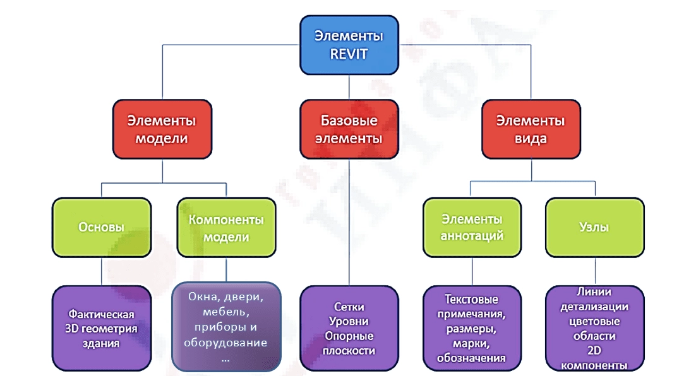 Элементы
REVIT
Элементы
модели
Базовые
элементы
Элементы
вида
Основы
Компоненты
модели
Элементы
аннотаций
Узлы
Фактическая
3D геометрия
здания
Окна, двери,
мебель,
приборы и
оборудование
...
Сетки
Уровни
Опорные
плоскости
Текстовые
примечания,
размеры,
марки,
обозначения
Линии
детализации
цветовые
области
2D
компоненты